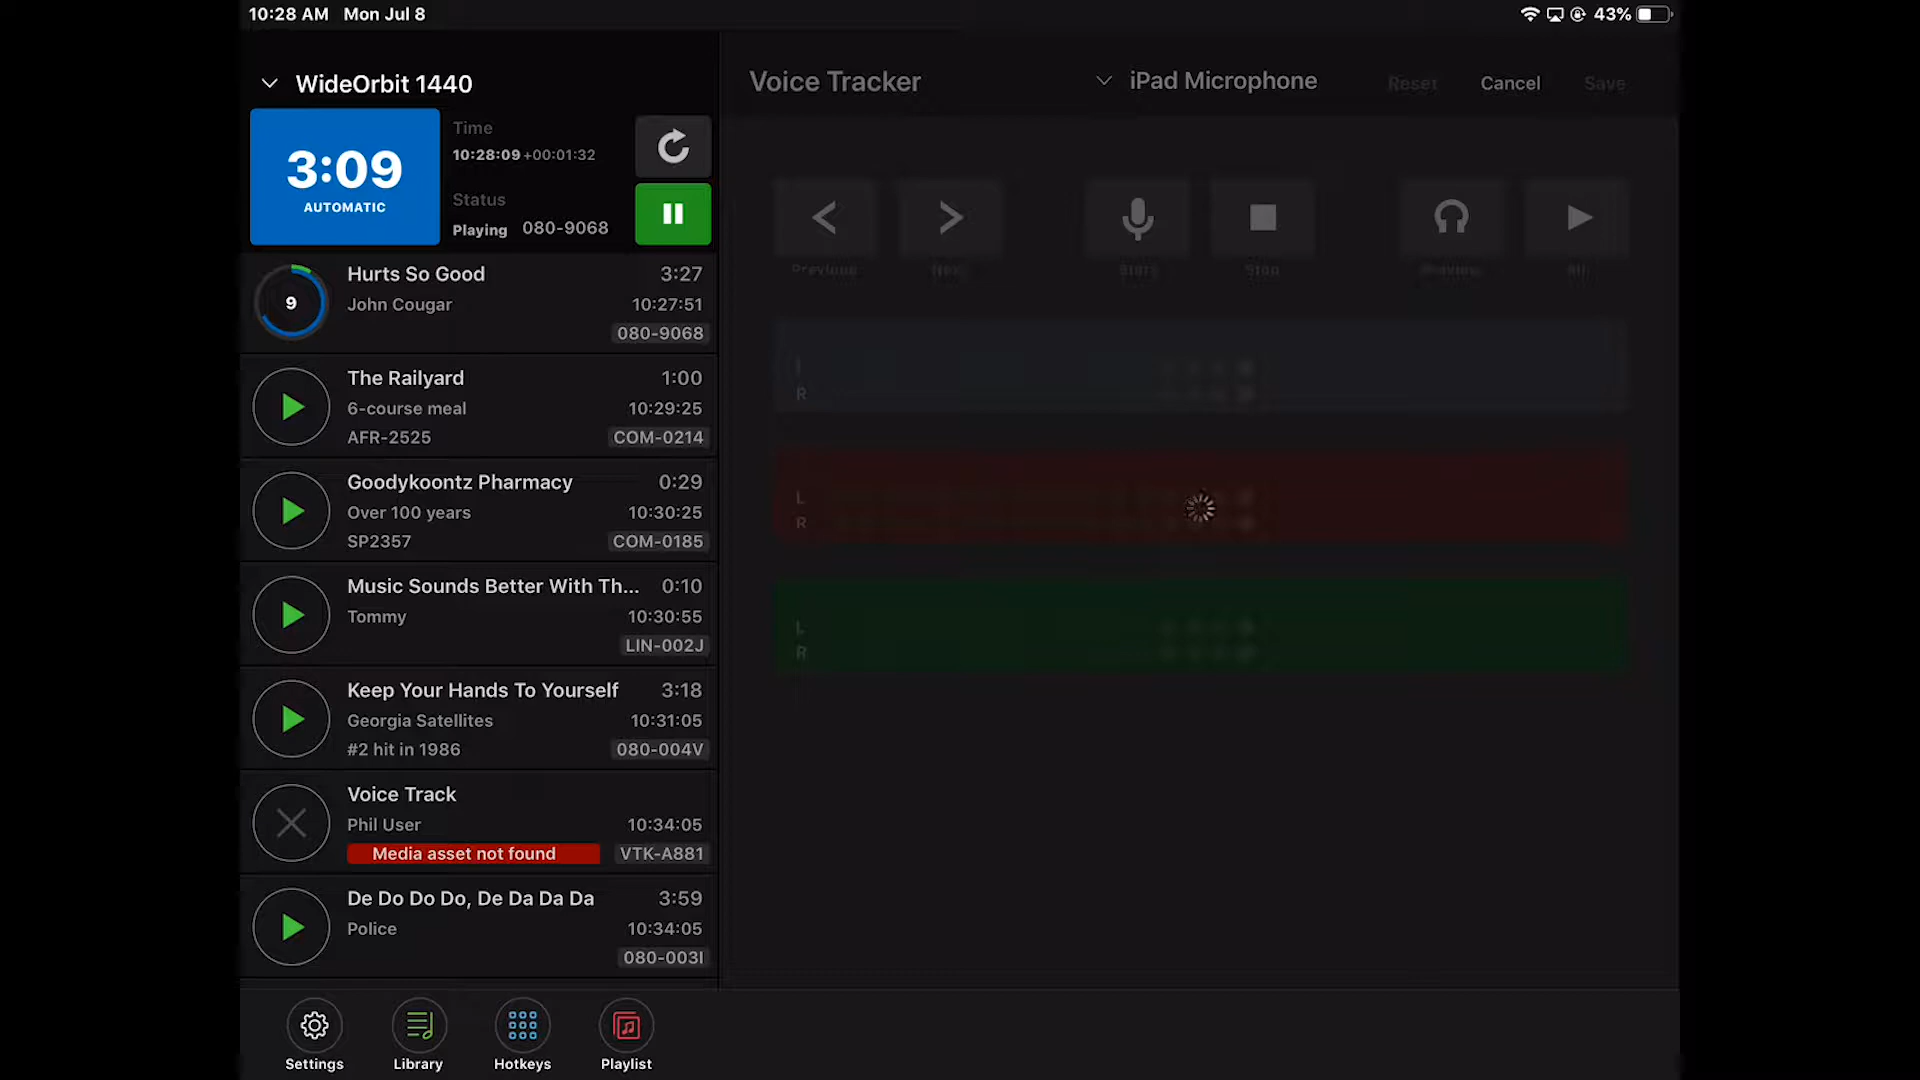 10:28 AM Mon Jul 8
43%
WideOrbit 1440
3:09
AUTOMATIC
Time
10:28:09 +00:01:32
Status
Playing 080-9068
9
Hurts So Good 3:27
John Cougar 10:27:51
080-9068
The Railyard 1:00
6-course meal 10:29:25
AFR-2525 COM-0214
Goodykoontz Pharmacy 0:29
Over 100 years 10:30:25
SP2357 COM-0185
Music Sounds Better With Th... 0:10
Tommy 10:30:55
LIN-002J
Keep Your Hands To Yourself 3:18
Georgia Satellites 10:31:05
#2 hit in 1986 080-004V
Voice Track
Phil User 10:34:05
Media asset not found VTK-A881
De Do Do Do, De Da Da Da 3:59
Police 10:34:05
080-003I
Voice Tracker
iPad Microphone
Reset
Cancel
Save
Previous
Next
Start
Stop
Preview
All
R
L
R
L
R
Settings
Library
Hotkeys
Playlist